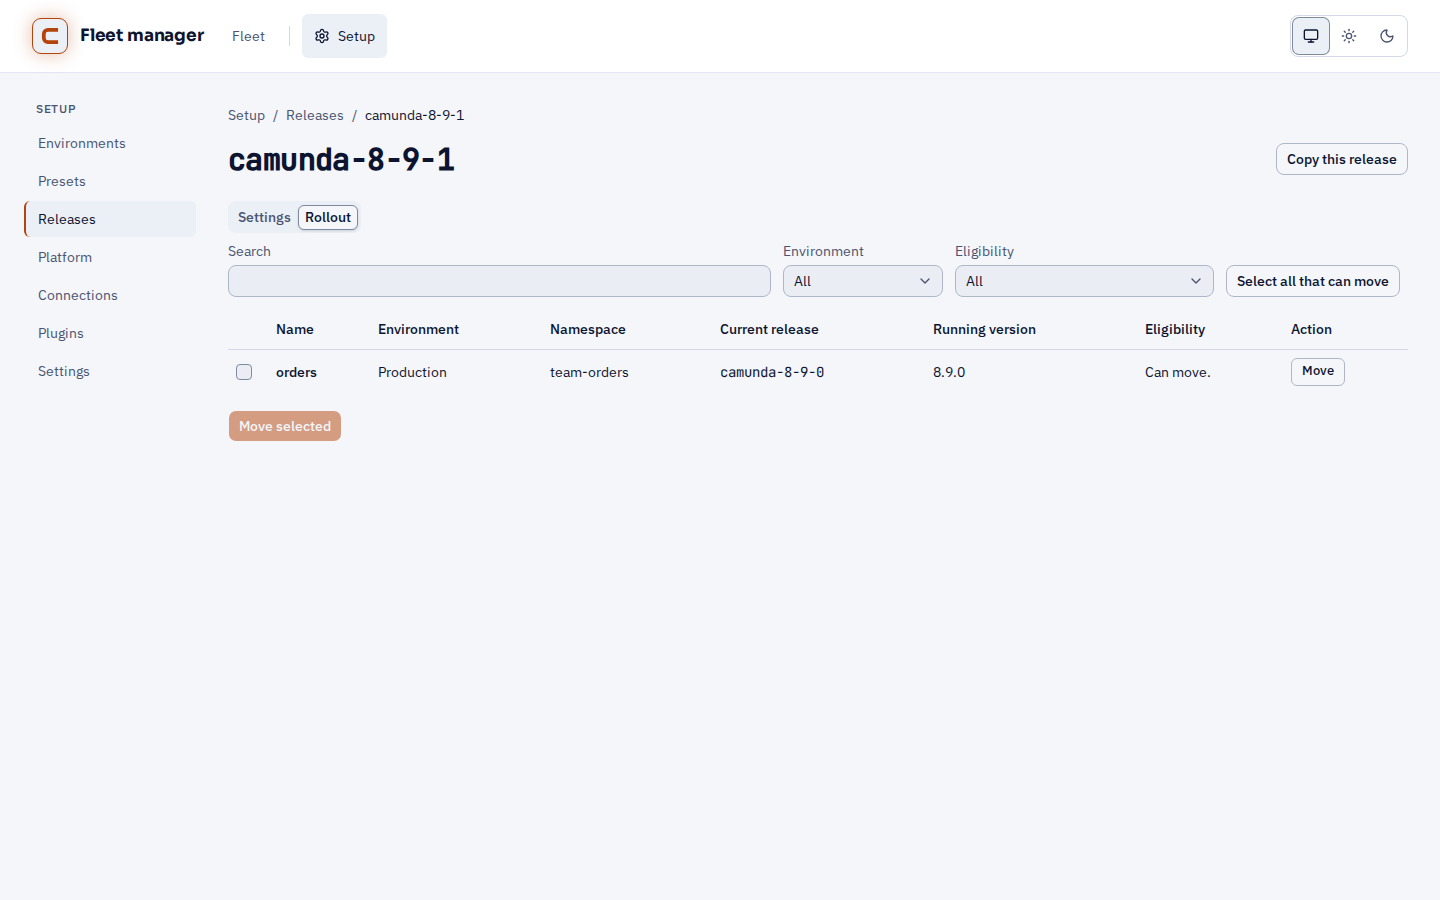 Fleet manager
Fleet
Setup
SETUP
Environments
Presets
Releases
Platform
Connections
Plugins
Settings
Setup / Releases / camunda-8-9-1
camunda-8-9-1
Copy this release
Settings Rollout
Search Environment Eligibility
All All Select all that can move
Name Environment Namespace Current release Running version Eligibility Action
orders Production team-orders camunda-8-9-0 8.9.0 Can move. Move
Move selected